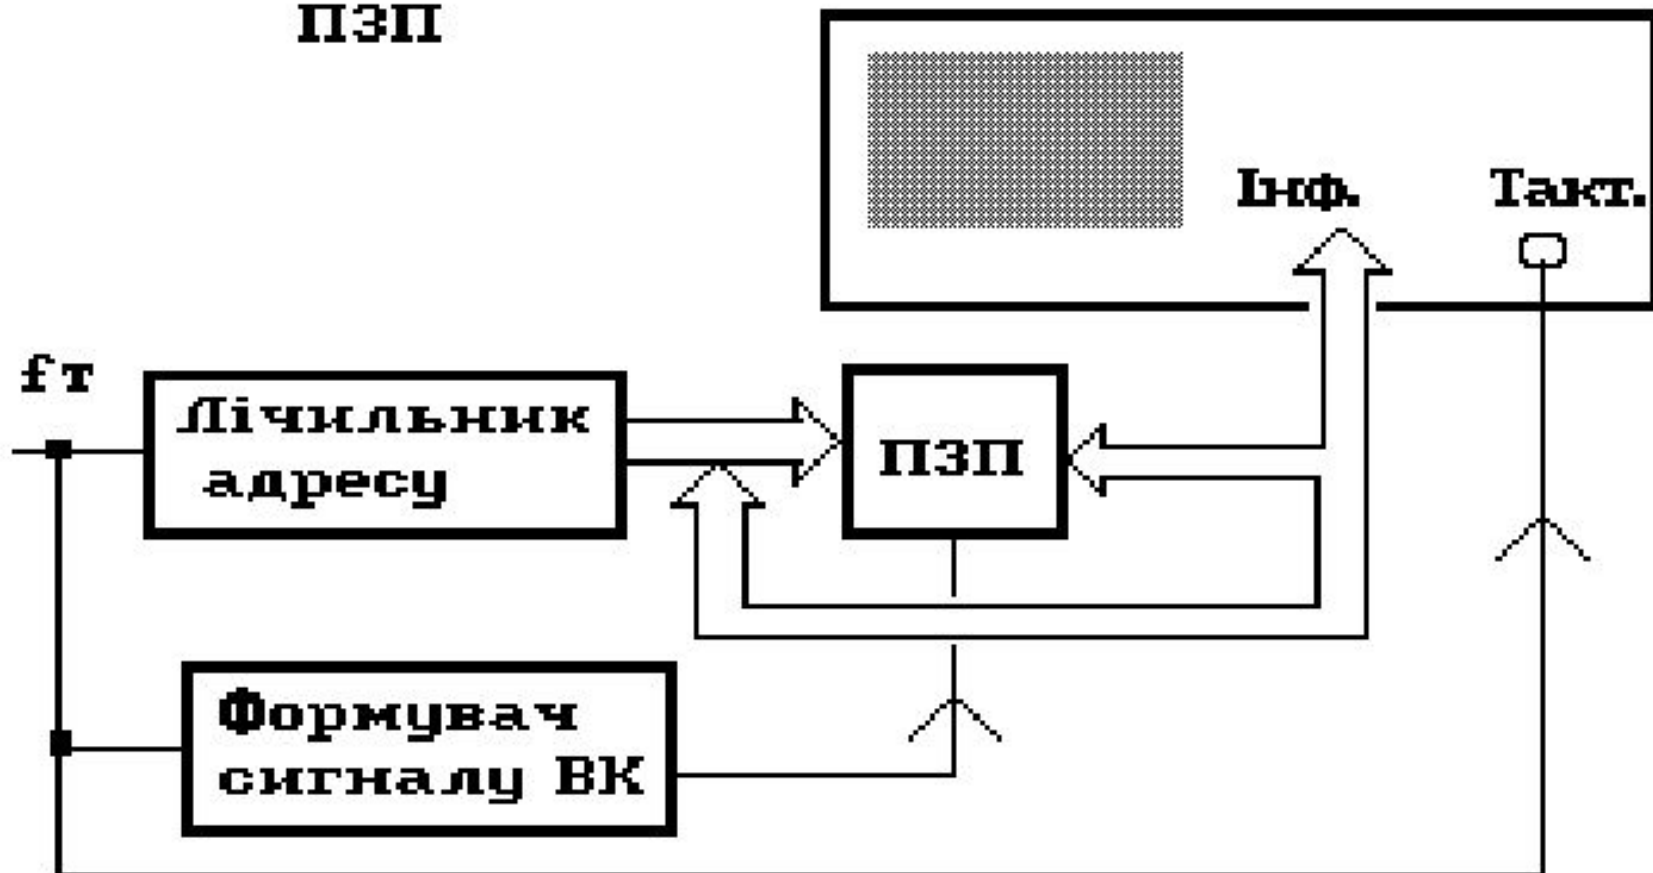 ПЗП
Інф.
Такт.
fт
Лічильник
адресу
ПЗП
Формувач
сигналу ВК